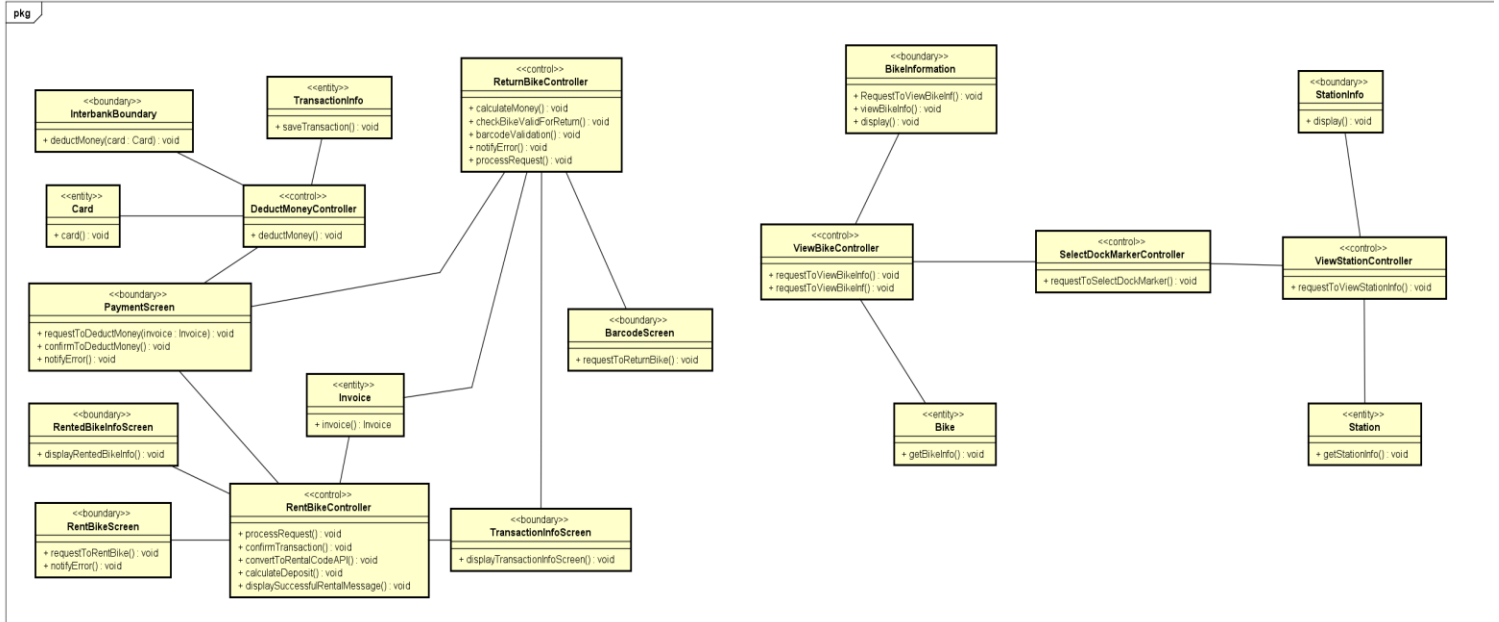 pkg
<<boundary>>
InterbankBoundary
+ deductMoney(card : Card) : void
<<entity>>
TransactionInfo
+ saveTransaction() : void
<<control>>
ReturnBikeController
+ calculateMoney() : void
+ checkBikeValidForReturn() : void
+ barcodeValidation() : void
+ notifyError() : void
+ processRequest() : void
<<entity>>
Card
+ card() : void
<<control>>
DeductMoneyController
+ deductMoney() : void
<<boundary>>
PaymentScreen
+ requestToDeductMoney(invoice : Invoice) : void
+ confirmToDeductMoney() : void
+ notifyError() : void
<<boundary>>
BarcodeScreen
+ requestToReturnBike() : void
<<entity>>
Invoice
+ invoice() : Invoice
<<boundary>>
RentedBikeInfoScreen
+ displayRentedBikeInfo() : void
<<boundary>>
RentBikeScreen
+ requestToRentBike() : void
+ notifyError() : void
<<control>>
RentBikeController
+ processRequest() : void
+ confirmTransaction() : void
+ convertToRentalCodeAPI() : void
+ calculateDeposit() : void
+ displaySuccessfulRentalMessage() : void
<<boundary>>
TransactionInfoScreen
+ displayTransactionInfoScreen() : void
<<boundary>>
BikeInformation
+ RequestToViewBikeInf() : void
+ viewBikeInfo() : void
+ display() : void
<<boundary>>
StationInfo
+ display() : void
<<control>>
ViewBikeController
+ requestToViewBikeInfo() : void
+ requestToViewBikeInf() : void
<<control>>
SelectDockMarkerController
+ requestToSelectDockMarker() : void
<<control>>
ViewStationController
+ requestToViewStationInfo() : void
<<entity>>
Bike
+ getBikeInfo() : void
<<entity>>
Station
+ getStationInfo() : void